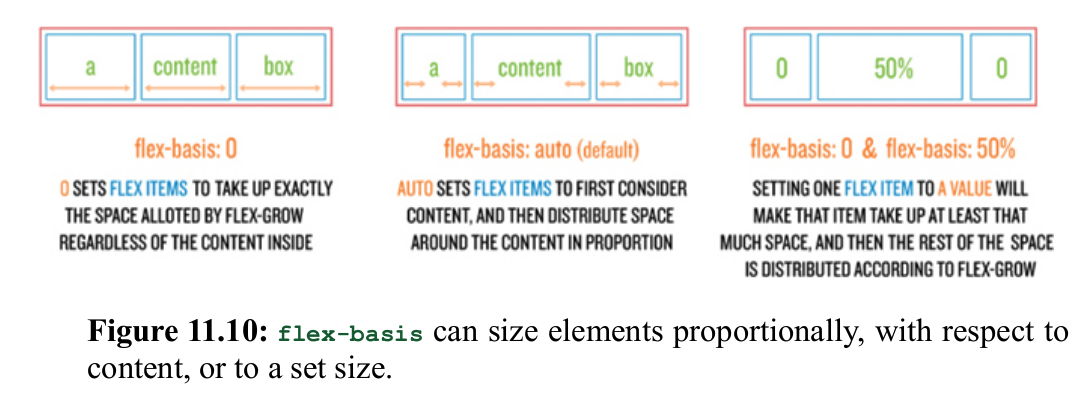 a content box
a content box
0 50% 0
flex-basis: 0
0 SETS FLEX ITEMS TO TAKE UP EXACTLY
THE SPACE ALLOTED BY FLEX-GROW
REGARDLESS OF THE CONTENT INSIDE
flex-basis: auto (default)
AUTO SETS FLEX ITEMS TO FIRST CONSIDER
CONTENT, AND THEN DISTRIBUTE SPACE
AROUND THE CONTENT IN PROPORTION
flex-basis: 0 & flex-basis: 50%
SETTING ONE FLEX ITEM TO A VALUE WILL
MAKE THAT ITEM TAKE UP AT LEAST THAT
MUCH SPACE, AND THEN THE REST OF THE SPACE
IS DISTRIBUTED ACCORDING TO FLEX-GROW
Figure 11.10: flex-basis can size elements proportionally, with respect to
content, or to a set size.